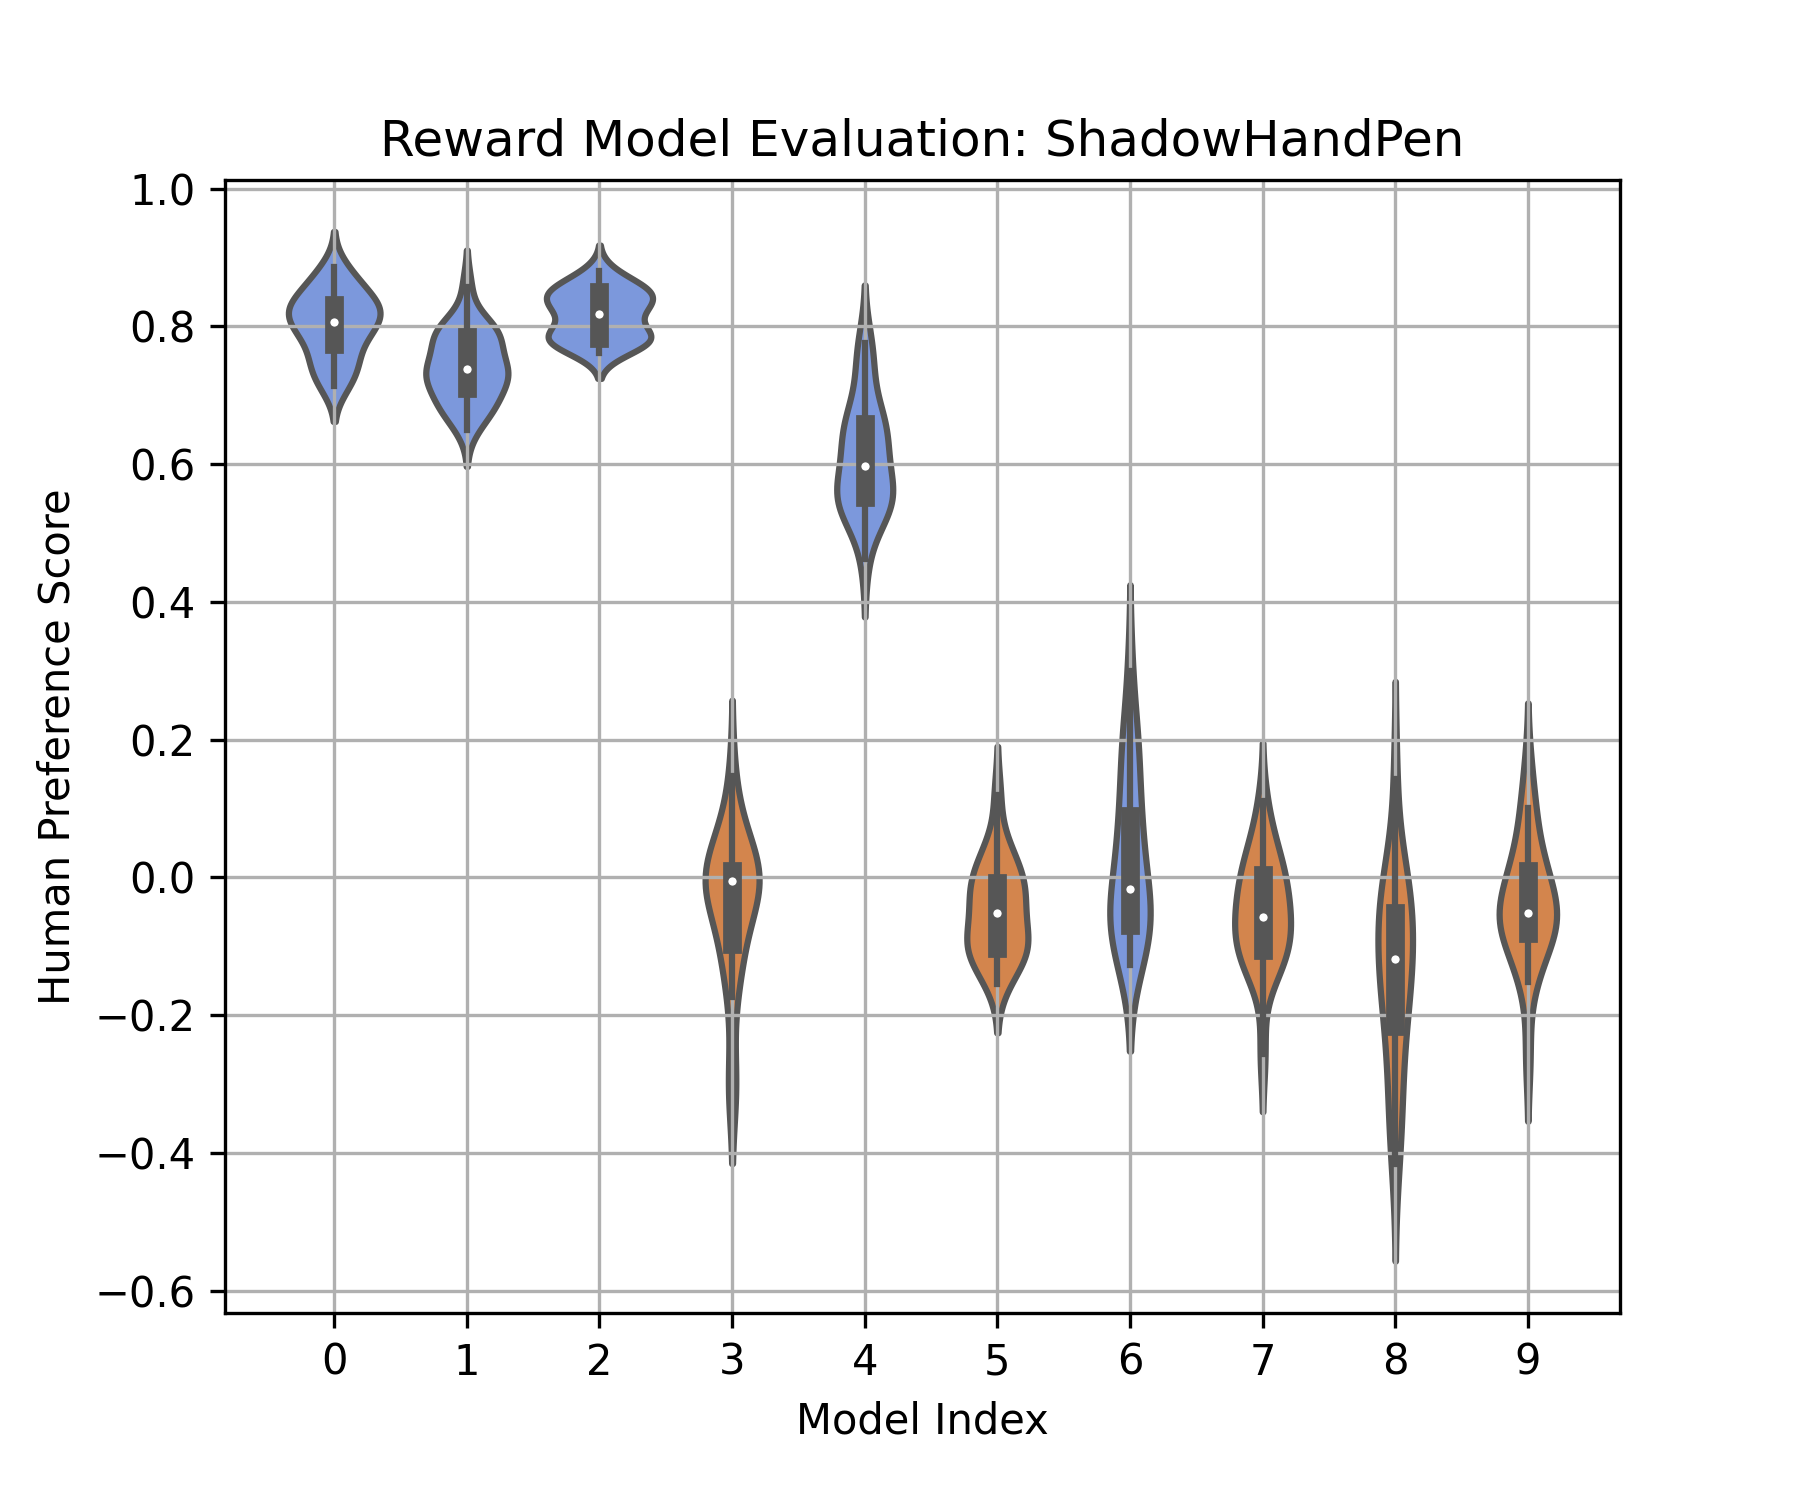 Reward Model Evaluation: ShadowHandPen
1.0
0.8
0.6
0.4
0.2
0.0
−0.2
−0.4
−0.6
Human Preference Score
0 1 2 3 4 5 6 7 8 9
Model Index